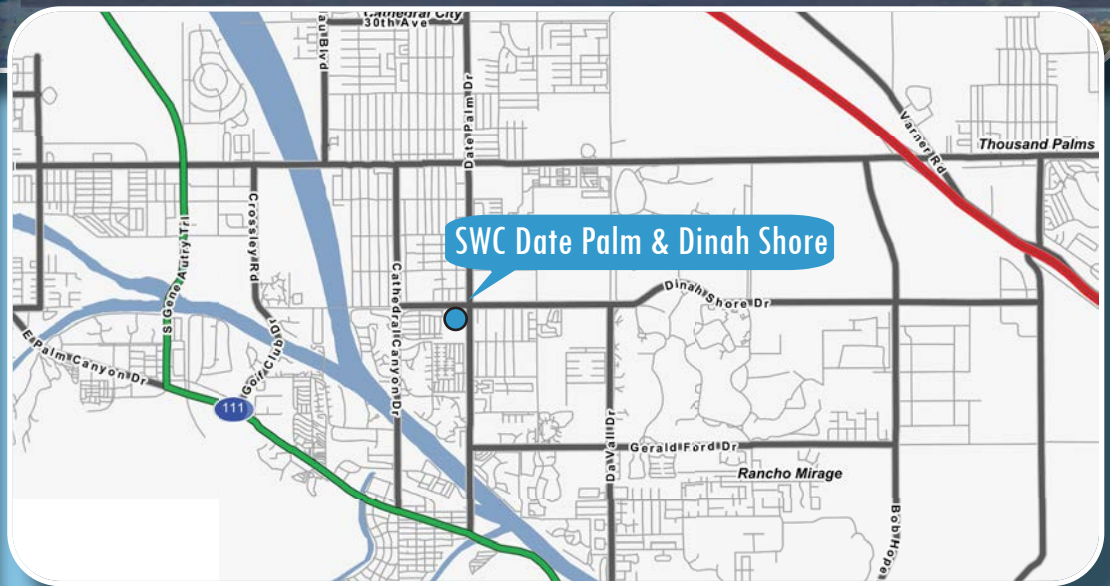 Cathedral City
30th Ave
Date Palm Dr
Varner Rd
Thousand Palms
Crossley Rd
S Gene Autry Trl
SWC Date Palm & Dinah Shore
Cathedral Canyon Dr
Dinah Shore Dr
E Palm Canyon Dr
Golf Club Dr
111
Da Vall Dr
Gerald Ford Dr
Rancho Mirage
Bob Hope